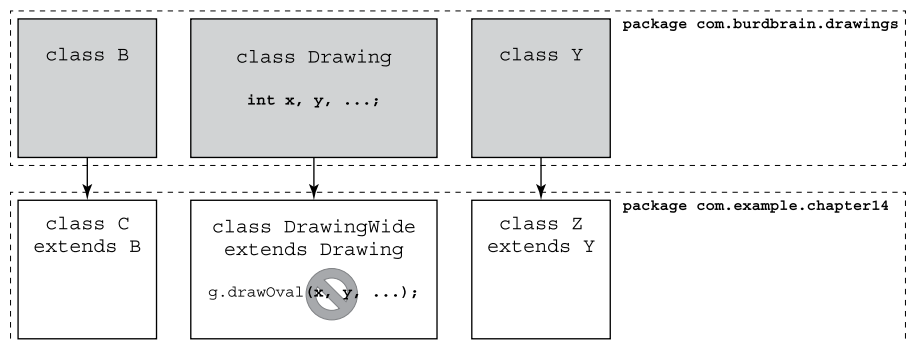 package com.burdbrain.drawings
class B
class Drawing
int x, y, ...;
class Y
package com.example.chapter14
class C
extends B
class DrawingWide
extends Drawing
g.drawOval(x, y, ...);
class Z
extends Y